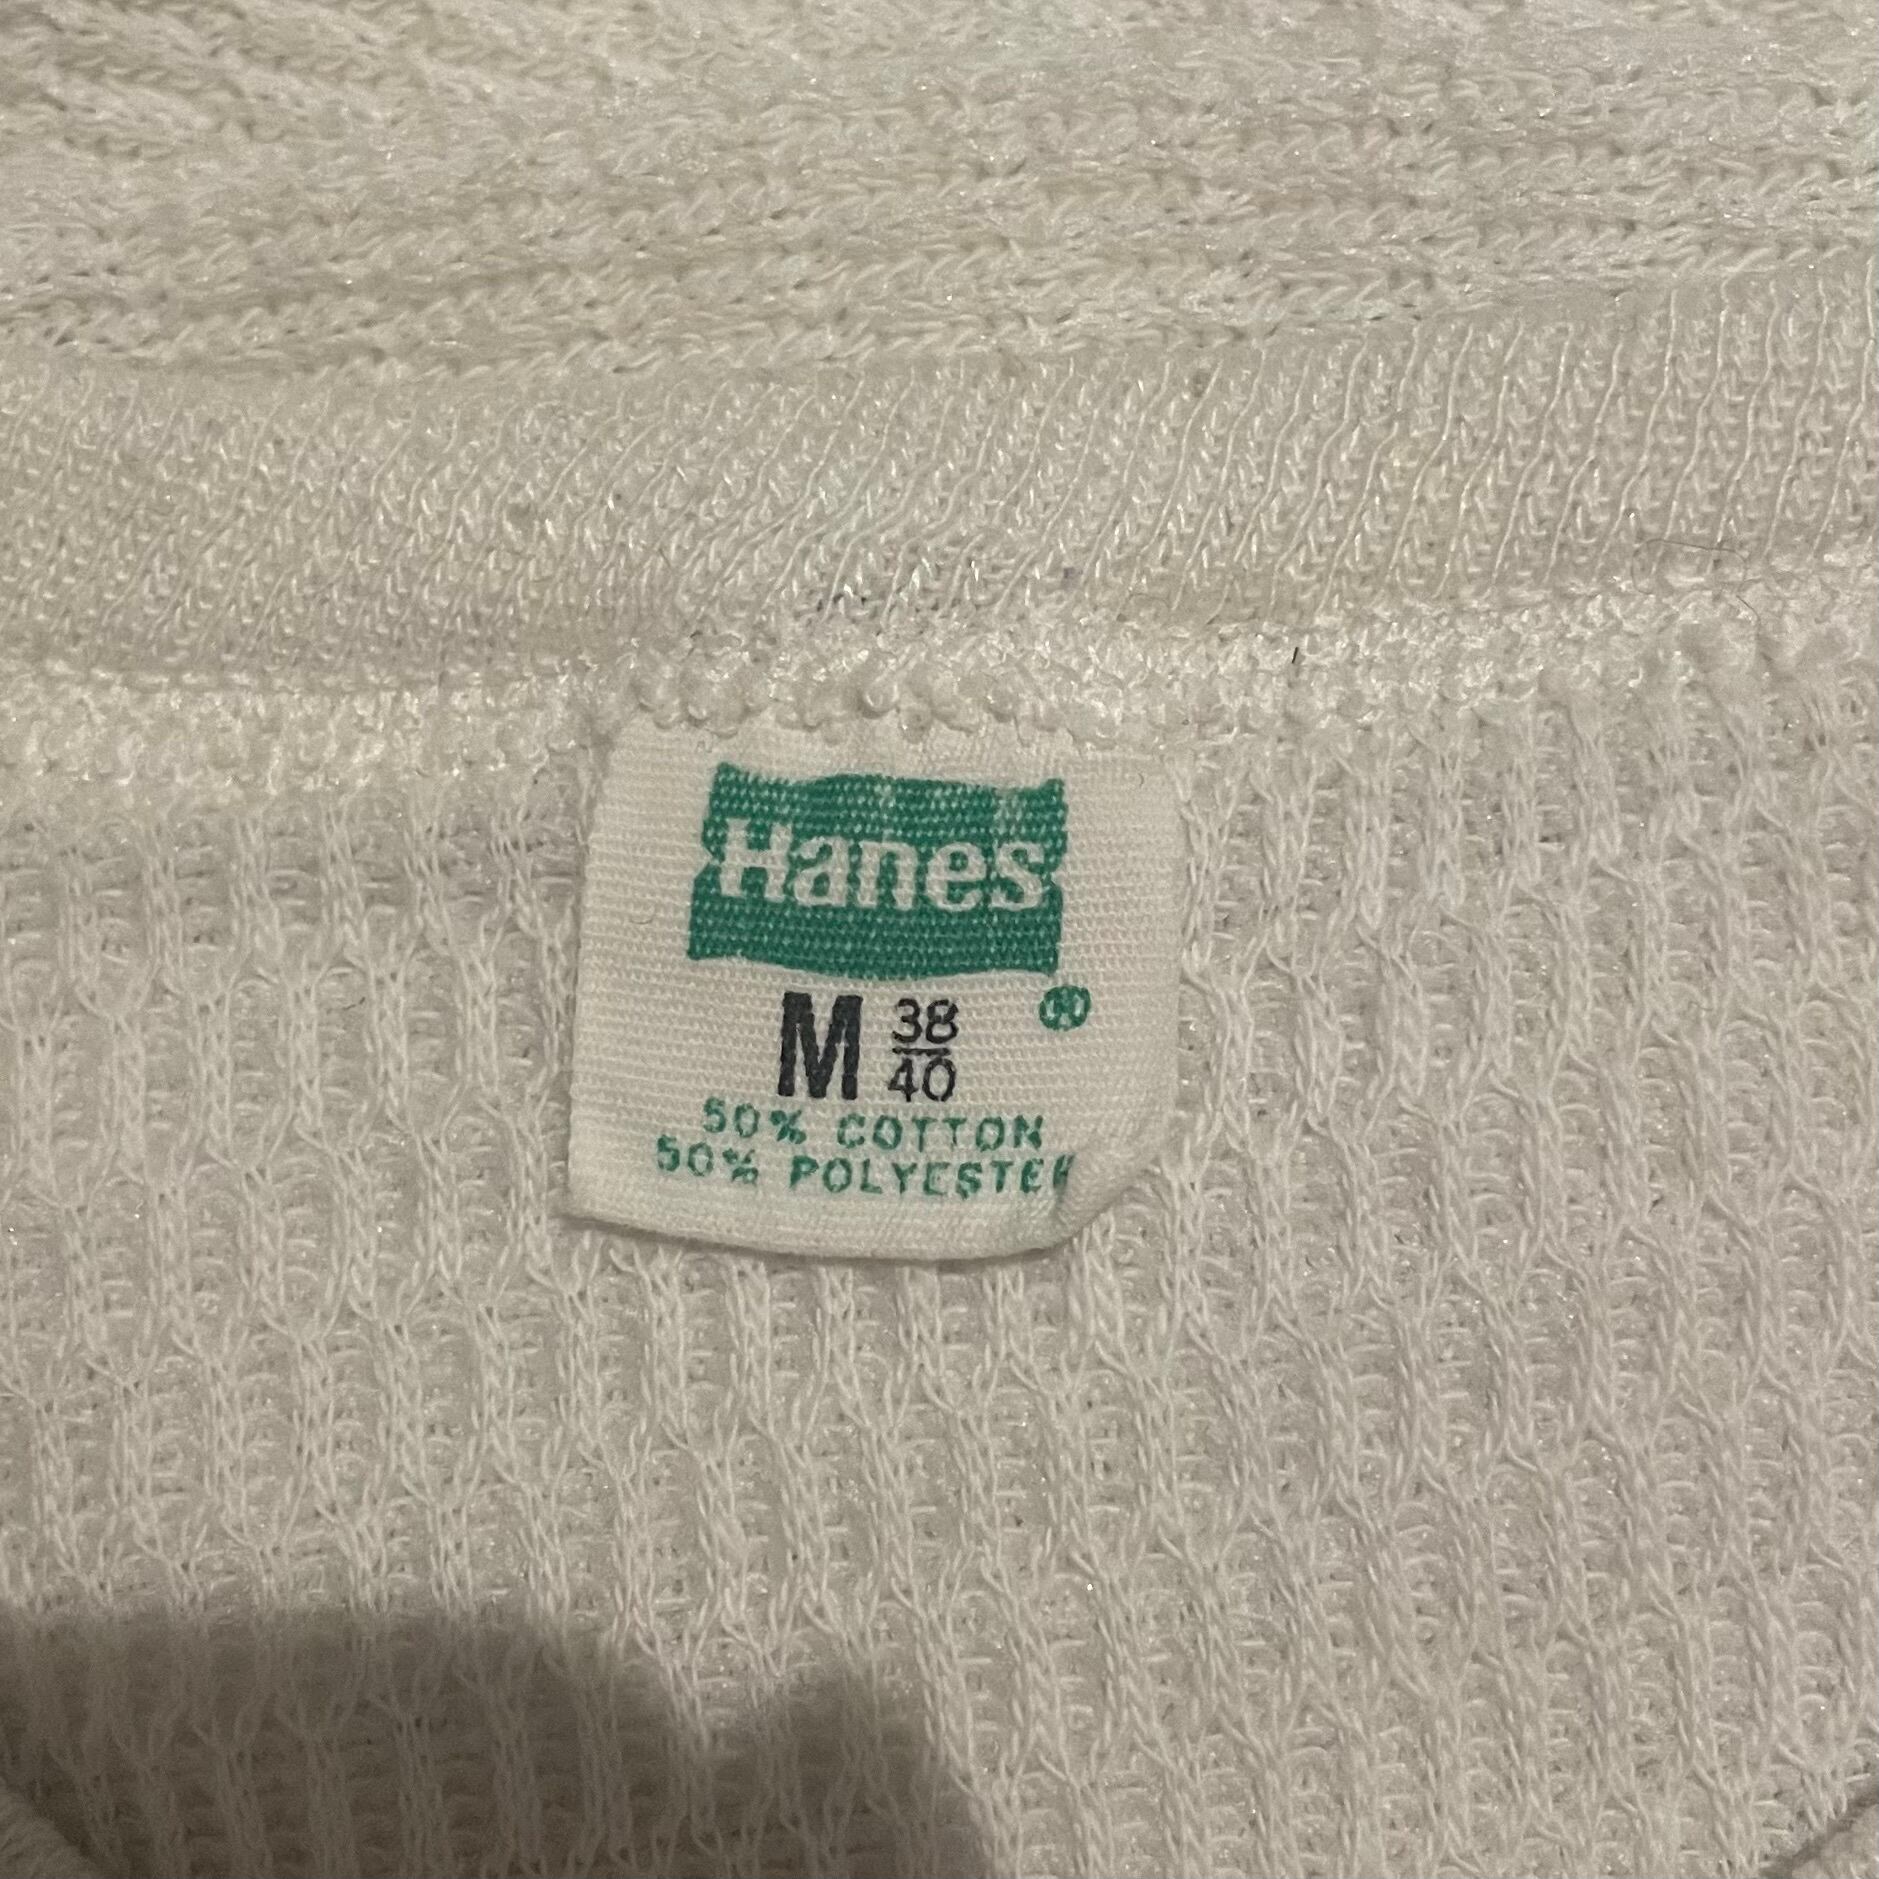 Hanes
®
M 38/40
50% COTTON
50% POLYESTER